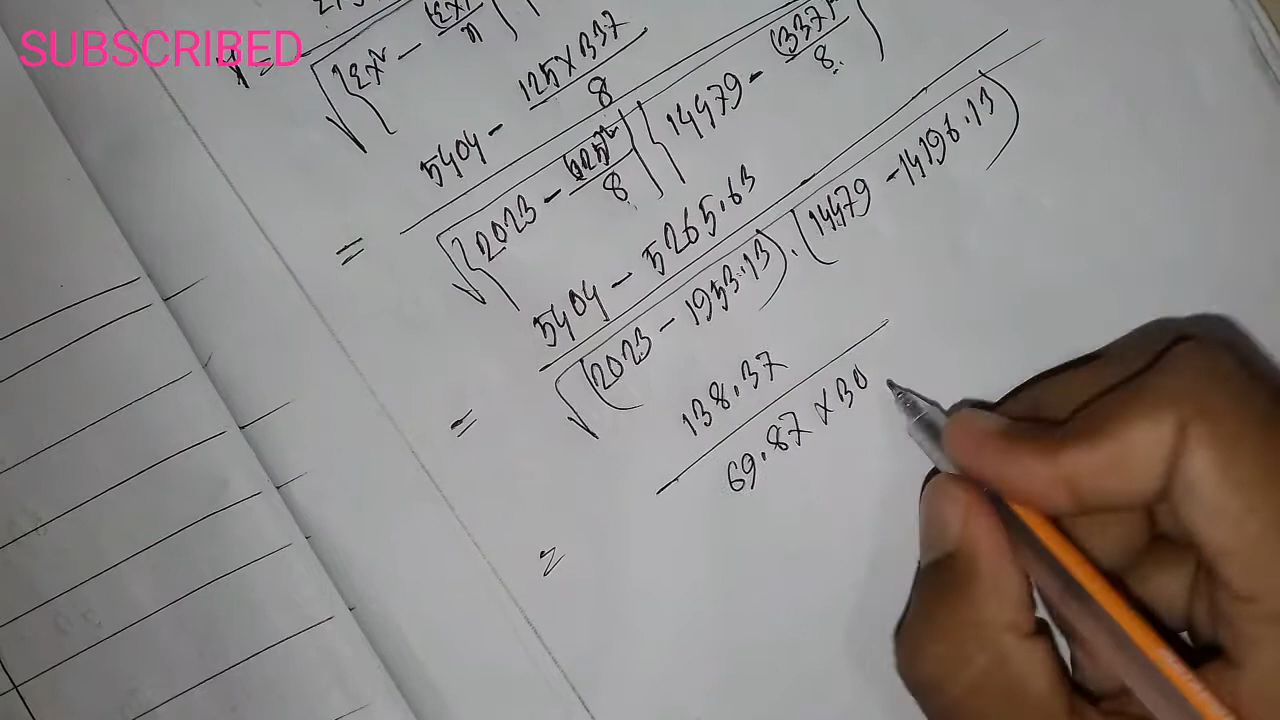 SUBSCRIBED
r = √{Σx² - (Σx)²/n}
= 5404 - 125×337/8 / √{2023 - (125)²/8}{14479 - (337)²/8}
= 5404 - 5265.63 / √(2023 - 1953.13).(14479 - 14196.13)
= 138.37 / 69.87 × 30